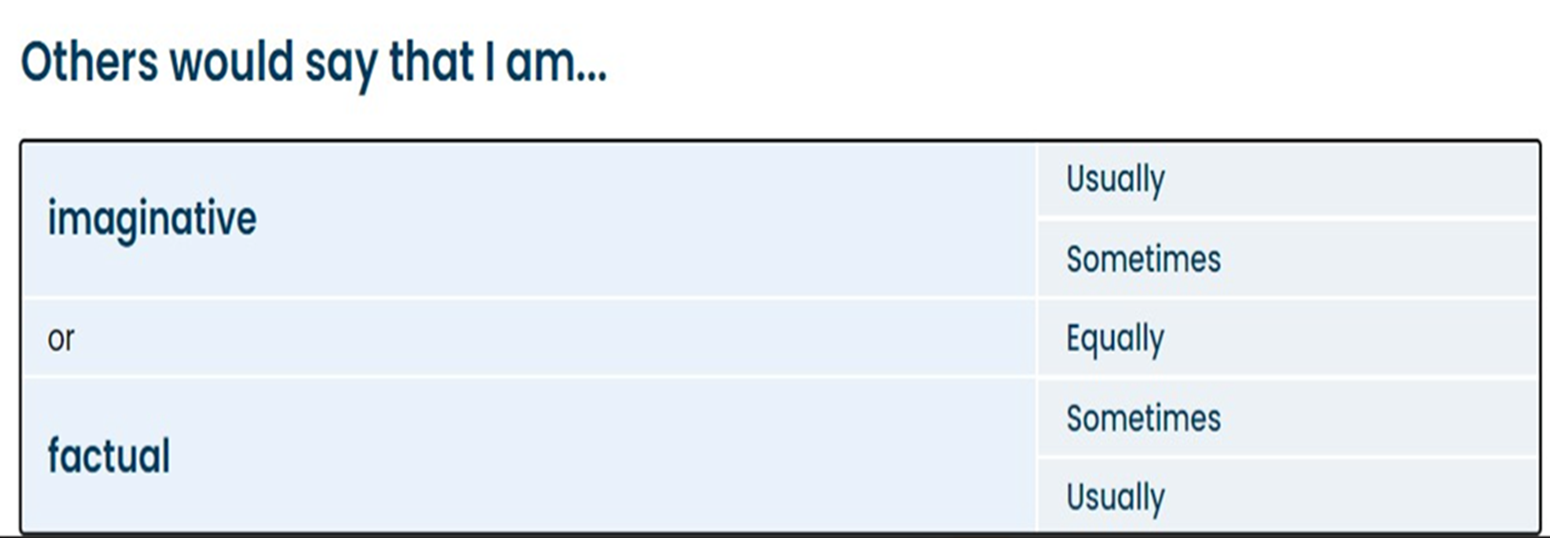 Others would say that I am...
imaginative
Usually
Sometimes
or
Equally
factual
Sometimes
Usually